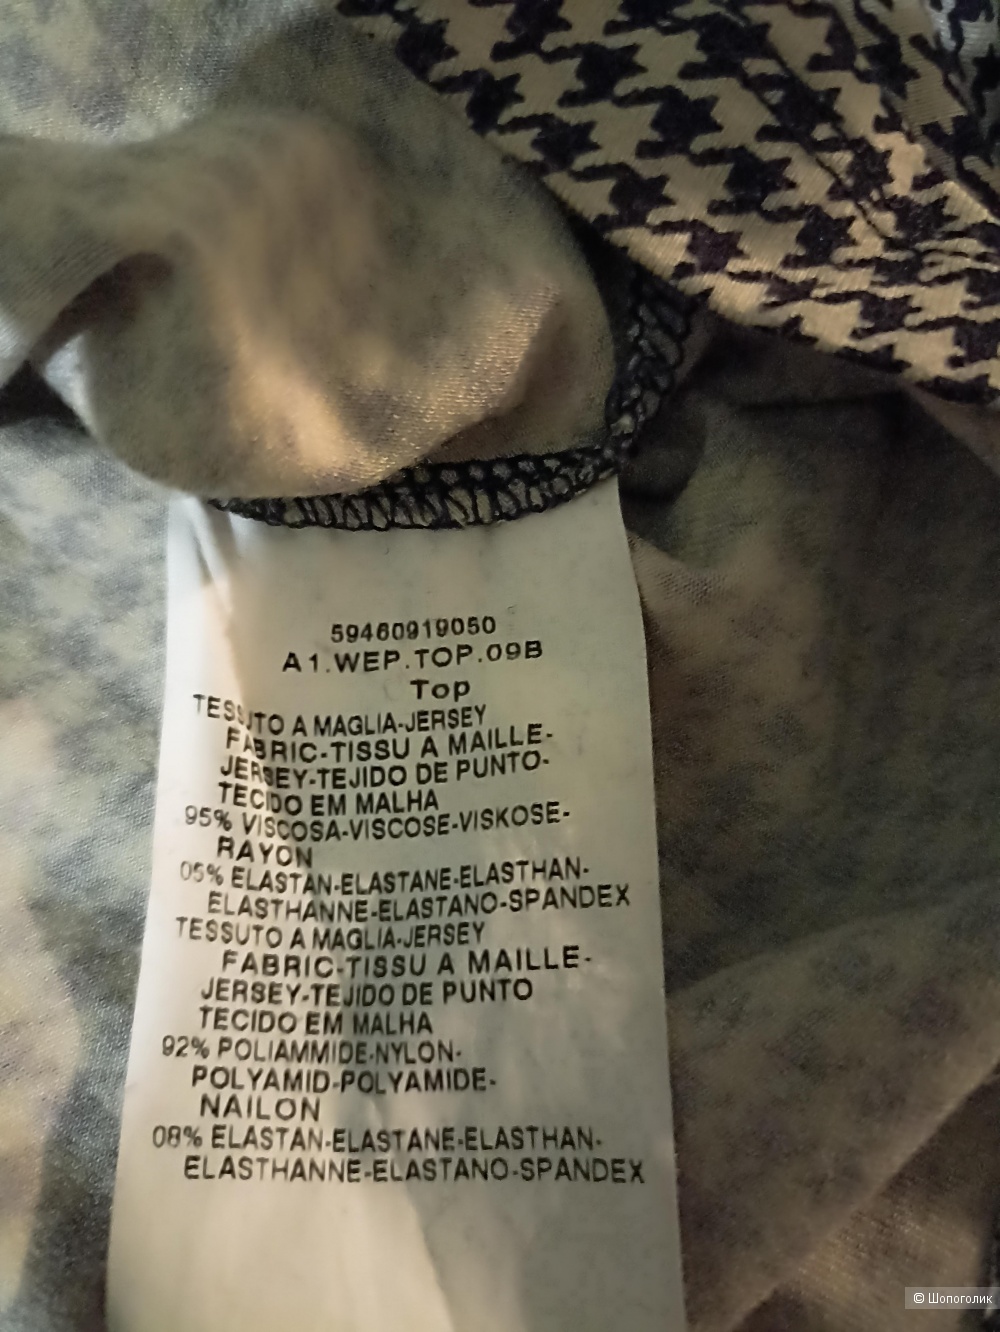 59460919050
A1.WEP.TOP.09B
Top
TESSUTO A MAGLIA-JERSEY
FABRIC-TISSU A MAILLE-
JERSEY-TEJIDO DE PUNTO-
TECIDO EM MALHA
95% VISCOSA-VISCOSE-VISKOSE-
RAYON
05% ELASTAN-ELASTANE-ELASTHAN-
ELASTHANNE-ELASTANO-SPANDEX
TESSUTO A MAGLIA-JERSEY
FABRIC-TISSU A MAILLE-
JERSEY-TEJIDO DE PUNTO
TECIDO EM MALHA
92% POLIAMMIDE-NYLON-
POLYAMID-POLYAMIDE-
NAILON
08% ELASTAN-ELASTANE-ELASTHAN-
ELASTHANNE-ELASTANO-SPANDEX
© Шопоголик